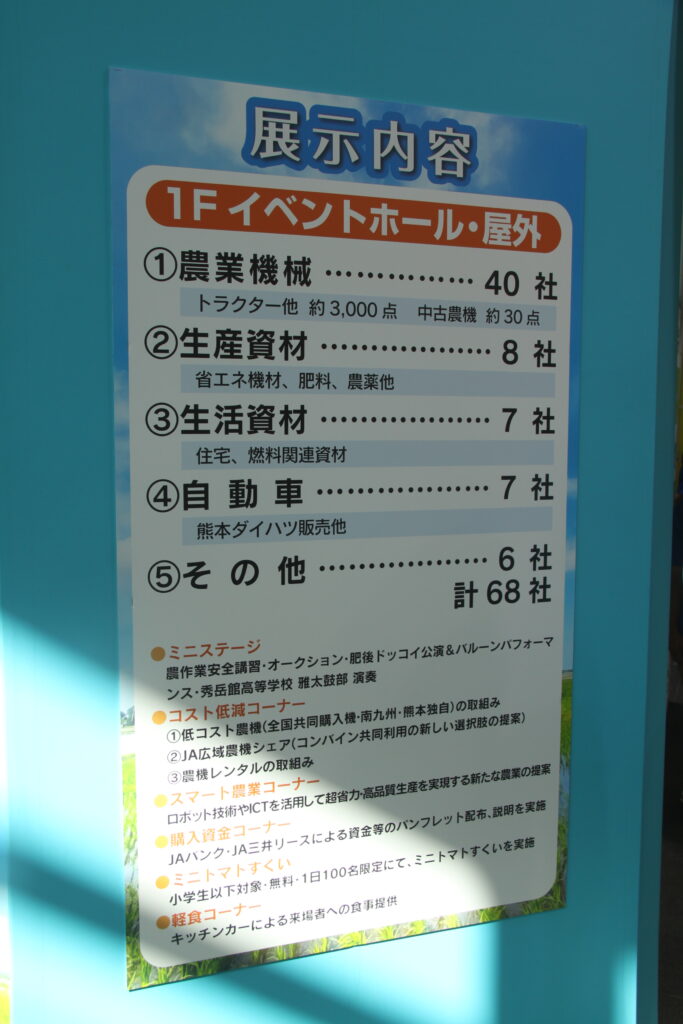 展示内容
1F イベントホール・屋外
①農業機械 ……………… 40 社
トラクター他 約3,000点 中古農機 約30点
②生産資材 ……………… 8 社
省エネ機材、肥料、農薬他
③生活資材 ……………… 7 社
住宅、燃料関連資材
④自動車 ……………… 7 社
熊本ダイハツ販売他
⑤その他 ……………… 6 社
計 68 社
●ミニステージ
農作業安全講習・オークション・肥後ドッコイ公演&バルーンパフォーマ
ンス・秀岳館高等学校 雅太鼓部 演奏
●コスト低減コーナー
①低コスト農機(全国共同購入機・南九州・熊本独自)の取組み
②JA広域農機シェア(コンバイン共同利用の新しい選択肢の提案)
③農機レンタルの取組み
●スマート農業コーナー
ロボット技術やICTを活用して超省力・高品質生産を実現する新たな農業の提案
●購入資金コーナー
JAバンク・JA三井リースによる資金等のパンフレット配布、説明を実施
●ミニトマトすくい
小学生以下対象・無料・1日100名限定にて、ミニトマトすくいを実施
●軽食コーナー
キッチンカーによる来場者への食事提供